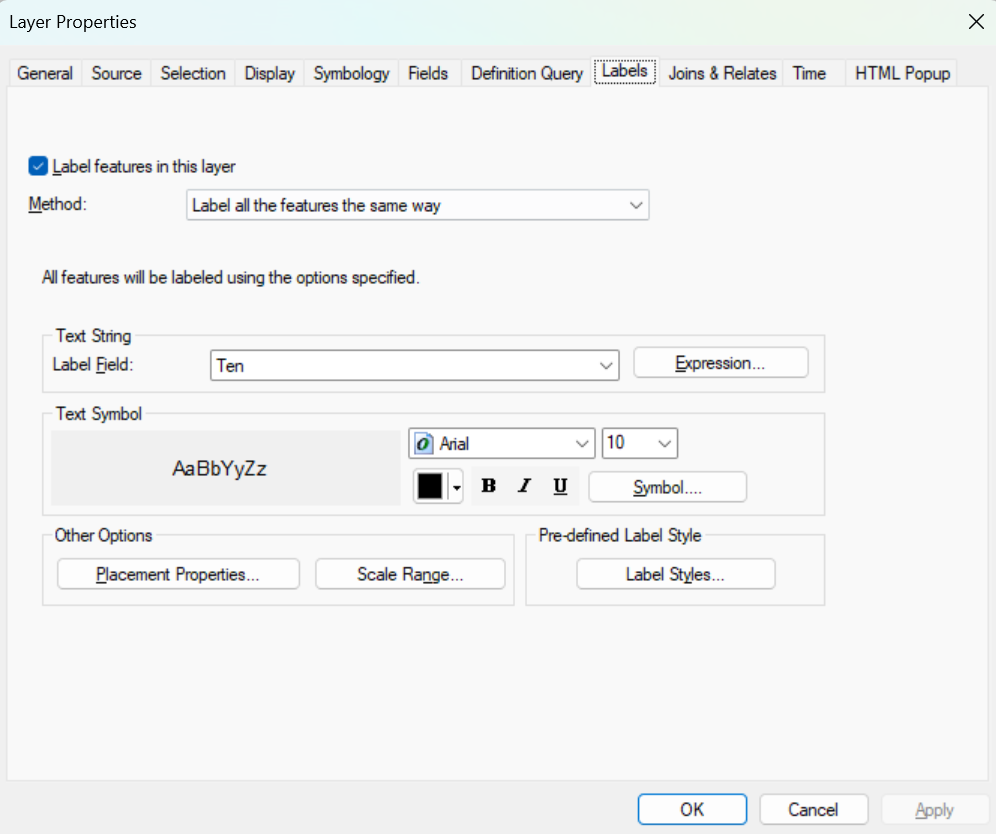 Layer Properties
General Source Selection Display Symbology Fields Definition Query Labels Joins & Relates Time HTML Popup
Label features in this layer
Method: Label all the features the same way
All features will be labeled using the options specified.
Text String
Label Field: Ten Expression...
Text Symbol
AaBbYyZz
Arial 10
B I U Symbol....
Other Options
Placement Properties... Scale Range...
Pre-defined Label Style
Label Styles...
OK Cancel Apply